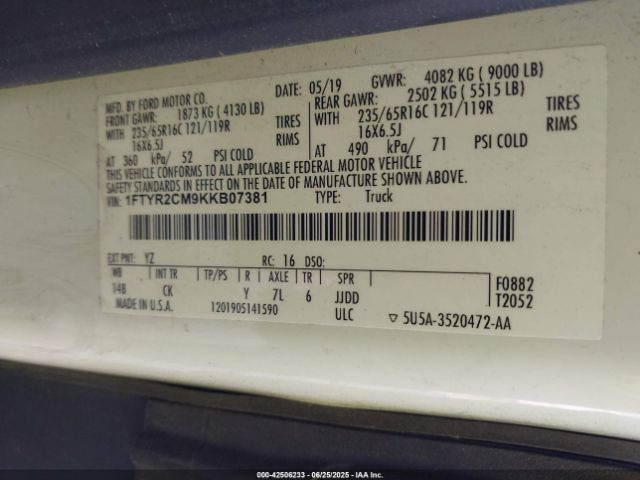 MFD. BY FORD MOTOR CO.
DATE: 05/19 GVWR: 4082 KG ( 9000 LB)
FRONT GAWR: 1873 KG ( 4130 LB)
REAR GAWR: 2502 KG ( 5515 LB)
WITH 235/65R16C 121/119R TIRES
WITH 235/65R16C 121/119R TIRES
16X6.5J RIMS
16X6.5J RIMS
AT 360 kPa/ 52 PSI COLD
AT 490 kPa/ 71 PSI COLD
THIS VEHICLE CONFORMS TO ALL APPLICABLE FEDERAL MOTOR VEHICLE
SAFETY STANDARDS IN EFFECT ON THE DATE OF MANUFACTURE SHOWN ABOVE.
VIN: 1FTYR2CM9KKB07381 TYPE: Truck
EXT PNT: YZ RC: 16 DSO:
WB INT TR TP/PS R AXLE TR SPR
148 CK Y 7L 6 JJDD
F0882
T2052
MADE IN U.S.A. 1201905141590 ULC ▽ 5U5A-3520472-AA
000-42506233 - 06/25/2025 - IAA Inc.